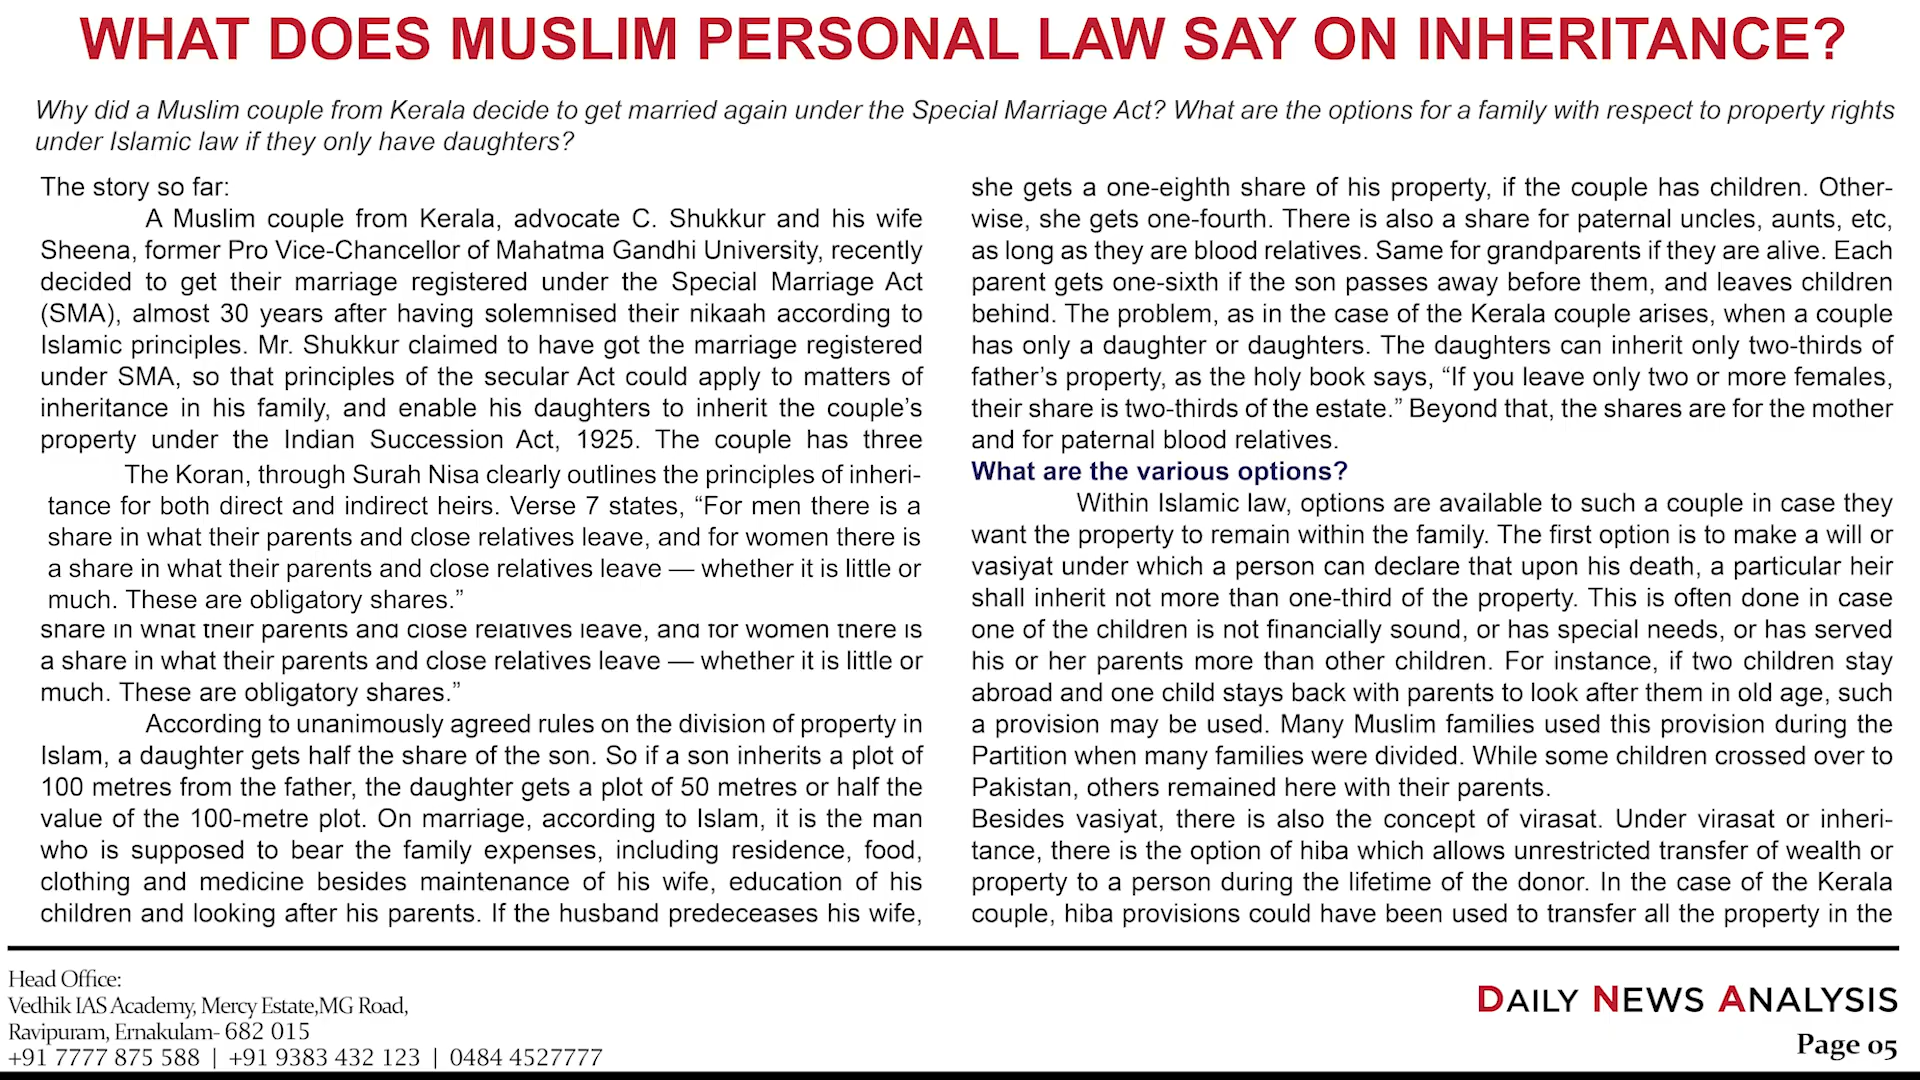 WHAT DOES MUSLIM PERSONAL LAW SAY ON INHERITANCE?
Why did a Muslim couple from Kerala decide to get married again under the Special Marriage Act? What are the options for a family with respect to property rights
under Islamic law if they only have daughters?
The story so far:
A Muslim couple from Kerala, advocate C. Shukkur and his wife
Sheena, former Pro Vice-Chancellor of Mahatma Gandhi University, recently
decided to get their marriage registered under the Special Marriage Act
(SMA), almost 30 years after having solemnised their nikaah according to
Islamic principles. Mr. Shukkur claimed to have got the marriage registered
under SMA, so that principles of the secular Act could apply to matters of
inheritance in his family, and enable his daughters to inherit the couple’s
property under the Indian Succession Act, 1925. The couple has three
The Koran, through Surah Nisa clearly outlines the principles of inheri-
tance for both direct and indirect heirs. Verse 7 states, “For men there is a
share in what their parents and close relatives leave, and for women there is
a share in what their parents and close relatives leave — whether it is little or
much. These are obligatory shares.”
share in what their parents and close relatives leave, and for women there is
a share in what their parents and close relatives leave — whether it is little or
much. These are obligatory shares.”
According to unanimously agreed rules on the division of property in
Islam, a daughter gets half the share of the son. So if a son inherits a plot of
100 metres from the father, the daughter gets a plot of 50 metres or half the
value of the 100-metre plot. On marriage, according to Islam, it is the man
who is supposed to bear the family expenses, including residence, food,
clothing and medicine besides maintenance of his wife, education of his
children and looking after his parents. If the husband predeceases his wife,
she gets a one-eighth share of his property, if the couple has children. Other-
wise, she gets one-fourth. There is also a share for paternal uncles, aunts, etc,
as long as they are blood relatives. Same for grandparents if they are alive. Each
parent gets one-sixth if the son passes away before them, and leaves children
behind. The problem, as in the case of the Kerala couple arises, when a couple
has only a daughter or daughters. The daughters can inherit only two-thirds of
father’s property, as the holy book says, “If you leave only two or more females,
their share is two-thirds of the estate.” Beyond that, the shares are for the mother
and for paternal blood relatives.
What are the various options?
Within Islamic law, options are available to such a couple in case they
want the property to remain within the family. The first option is to make a will or
vasiyat under which a person can declare that upon his death, a particular heir
shall inherit not more than one-third of the property. This is often done in case
one of the children is not financially sound, or has special needs, or has served
his or her parents more than other children. For instance, if two children stay
abroad and one child stays back with parents to look after them in old age, such
a provision may be used. Many Muslim families used this provision during the
Partition when many families were divided. While some children crossed over to
Pakistan, others remained here with their parents.
Besides vasiyat, there is also the concept of virasat. Under virasat or inheri-
tance, there is the option of hiba which allows unrestricted transfer of wealth or
property to a person during the lifetime of the donor. In the case of the Kerala
couple, hiba provisions could have been used to transfer all the property in the
Head Office:
Vedhik IAS Academy, Mercy Estate,MG Road,
Ravipuram, Ernakulam- 682 015
+91 7777 875 588 | +91 9383 432 123 | 0484 4527777
DAILY NEWS ANALYSIS
Page 05